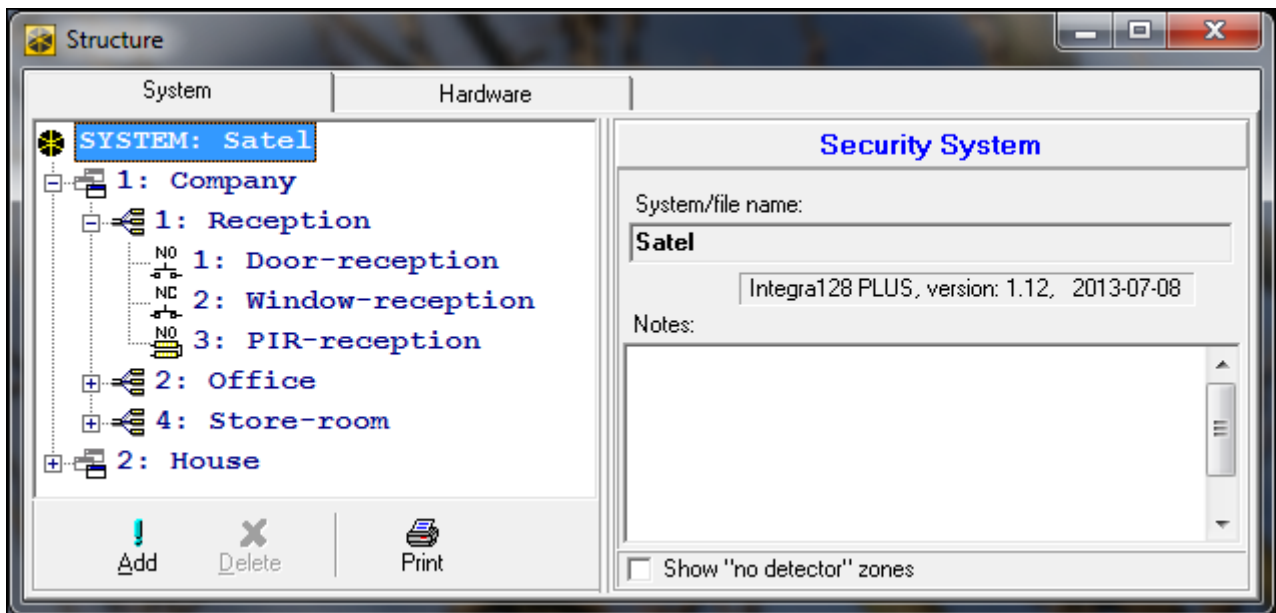 Structure
System
Hardware
SYSTEM: Satel
1: Company
1: Reception
NO
1: Door-reception
NC
2: Window-reception
NO
3: PIR-reception
2: Office
4: Store-room
2: House
Add
Delete
Print
Security System
System/file name:
Satel
Integra128 PLUS, version: 1.12, 2013-07-08
Notes:
Show "no detector" zones